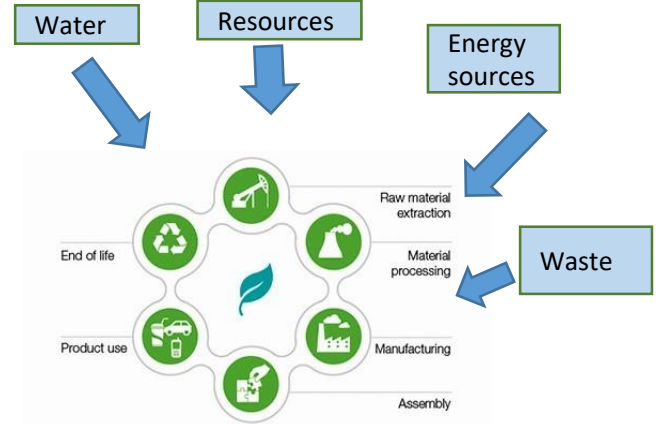 Water
Resources
Energy
sources
Raw material
extraction
End of life
Material
processing
Waste
Product use
Manufacturing
Assembly